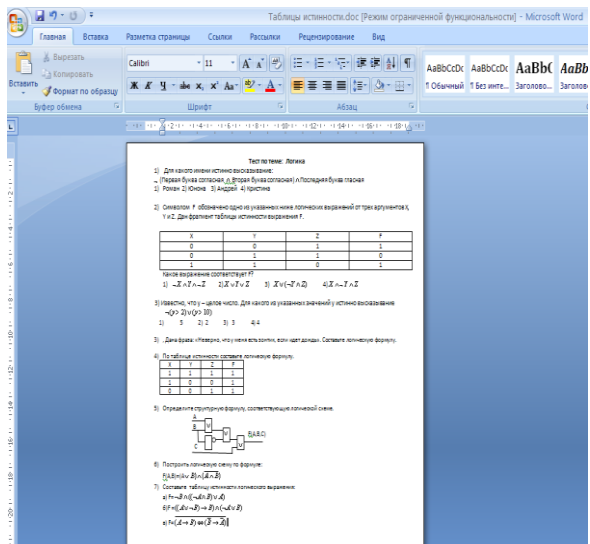 Таблицы истинности.doc [Режим ограниченной функциональности] - Microsoft Word
Главная Вставка Разметка страницы Ссылки Рассылки Рецензирование Вид
Вырезать
Копировать
Формат по образцу
Вставить
Calibri 11
AaBbCcDc AaBbCcDc AaBbC AaBb
¶ Обычный ¶ Без инте... Заголово... Заголово
Буфер обмена Шрифт Абзац
Тест по теме: Логика
1) Для какого имени истинно высказывание:
¬ (Первая буква согласная ∧ Вторая буква согласная) ∧ Последняя буква гласная
1) Роман 2) Юнона 3) Андрей 4) Кристина
2) Символом F обозначено одно из указанных ниже логических выражений от трех аргументов X,
Y и Z. Дан фрагмент таблицы истинности выражения F.
X Y Z F
0 0 1 1
0 1 1 0
1 1 0 1
Какое выражение соответствует F?
1) ¬X∧Y∧¬Z 2)X∨Y∨Z 3) X∨(¬Y∧Z) 4)X∧¬Y∧Z
3) Известно, что у – целое число. Для какого из указанных значений у истинно высказывание
¬(y> 2)∨(y> 10)
1) 5 2) 2 3) 3 4)4
3) . Дана фраза: «Неверно, что у меня есть зонтик, если идет дождь». Составьте логическую формулу.
4) По таблице истинности составьте логическую формулу.
X Y Z F
1 1 1 1
1 0 0 1
0 0 1 1
5) Определите структурную формулу, соответствующую логической схеме.
A
B
C
F(A,B,C)
6) Построить логическую схему по формуле:
7) Составьте таблицу истинности логического выражения: